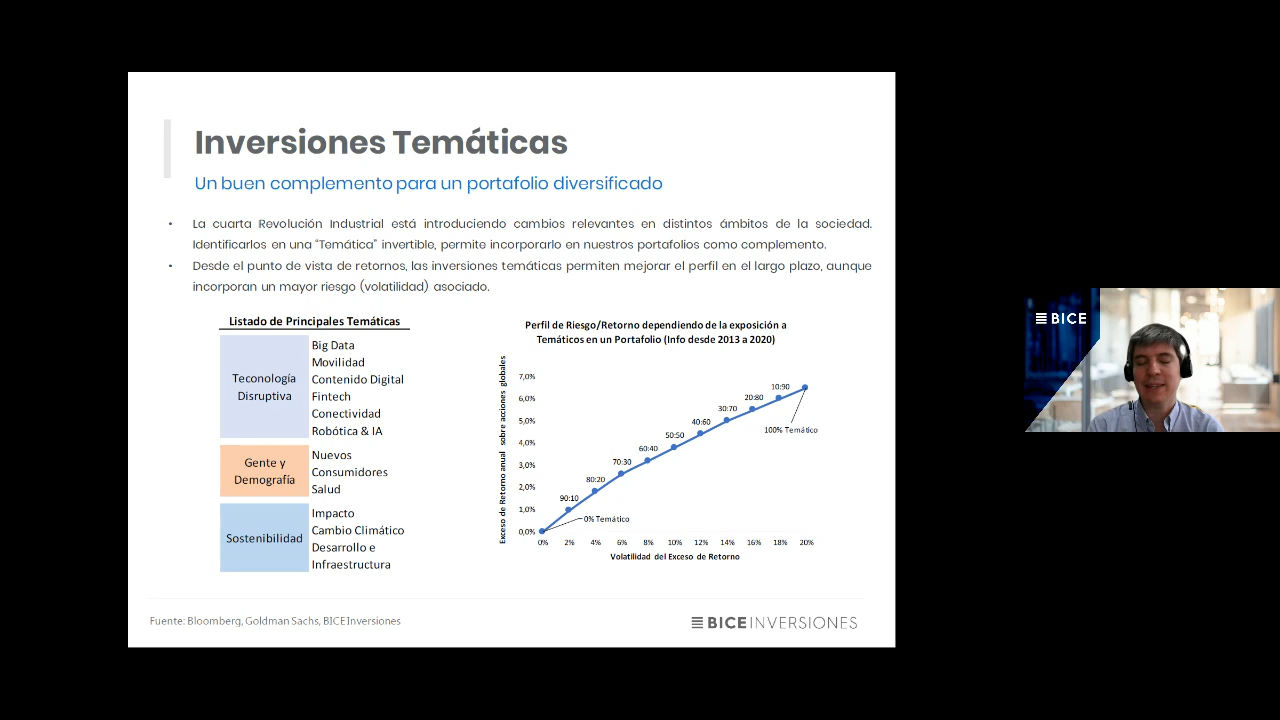 Inversiones Temáticas
Un buen complemento para un portafolio diversificado
• La cuarta Revolución Industrial está introduciendo cambios relevantes en distintos ámbitos de la sociedad.
Identificarlos en una “Temática” invertible, permite incorporarlo en nuestros portafolios como complemento.
• Desde el punto de vista de retornos, las inversiones temáticas permiten mejorar el perfil en el largo plazo, aunque
incorporan un mayor riesgo (volatilidad) asociado.
Listado de Principales Temáticas
Teconología
Disruptiva
Big Data
Movilidad
Contenido Digital
Fintech
Conectividad
Robótica & IA
Gente y
Demografía
Nuevos
Consumidores
Salud
Sostenibilidad
Impacto
Cambio Climático
Desarrollo e
Infraestructura
Perfil de Riesgo/Retorno dependiendo de la exposición a
Temáticos en un Portafolio (Info desde 2013 a 2020)
Exceso de Retorno anual sobre acciones globales
7,0%
6,0%
5,0%
4,0%
3,0%
2,0%
1,0%
0,0%
0% Temático
90:10
80:20
70:30
60:40
50:50
40:60
30:70
20:80
10:90
100% Temático
0% 2% 4% 6% 8% 10% 12% 14% 16% 18% 20%
Volatilidad del Exceso de Retorno
Fuente: Bloomberg, Goldman Sachs, BICE Inversiones
BICEINVERSIONES
BICE